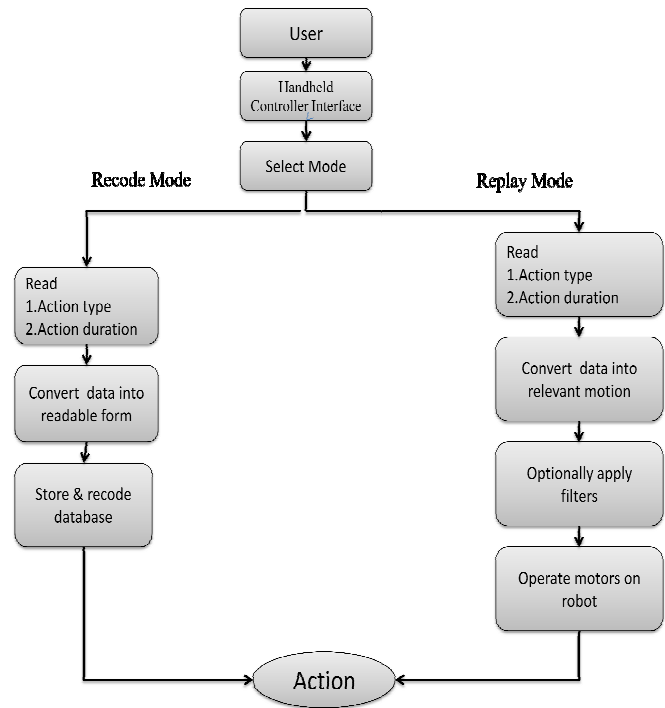 User
Handheld
Controller Interface
Select Mode
Recode Mode
Replay Mode
Read
1.Action type
2.Action duration
Convert data into
readable form
Store & recode
database
Read
1.Action type
2.Action duration
Convert data into
relevant motion
Optionally apply
filters
Operate motors on
robot
Action